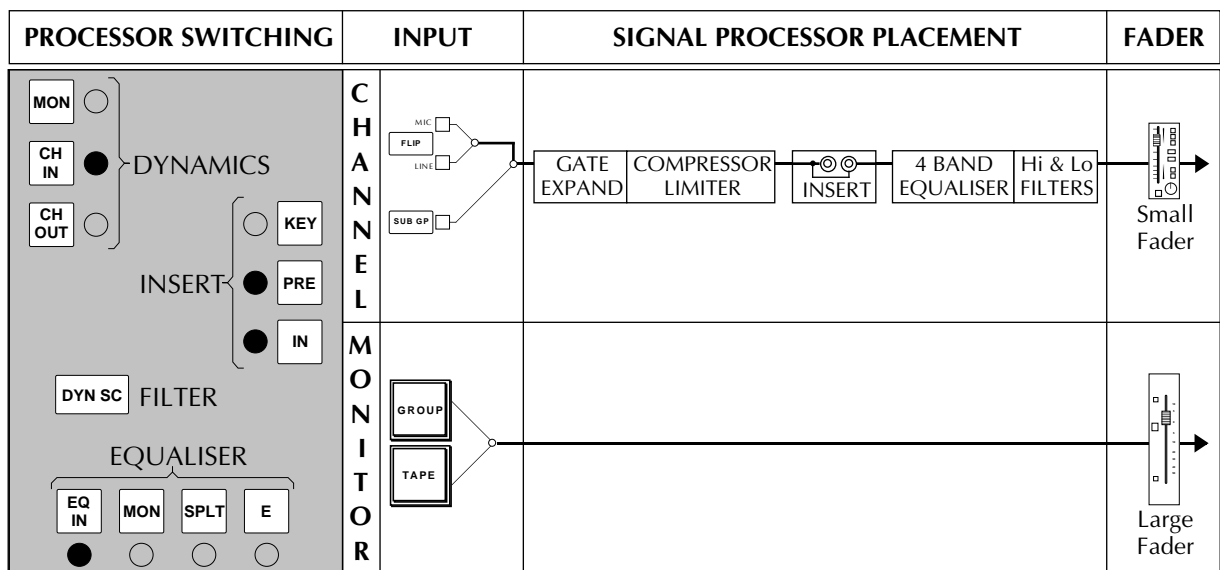 PROCESSOR SWITCHING
INPUT
SIGNAL PROCESSOR PLACEMENT
FADER
MON
CH
IN
CH
OUT
DYNAMICS
KEY
PRE
IN
INSERT
DYN SC
FILTER
EQUALISER
EQ
IN
MON
SPLT
E
CHANNEL
MIC
FLIP
LINE
SUB GP
GATE
EXPAND
COMPRESSOR
LIMITER
INSERT
4 BAND
EQUALISER
Hi & Lo
FILTERS
Small
Fader
MONITOR
GROUP
TAPE
Large
Fader